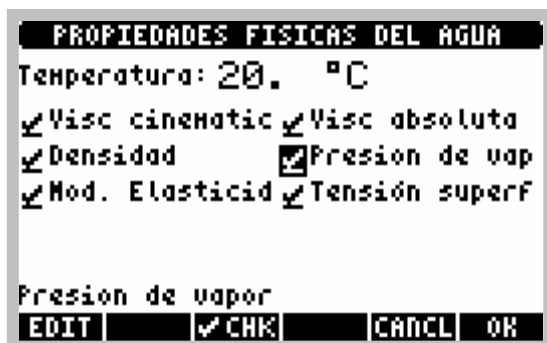 PROPIEDADES FISICAS DEL AGUA
Temperatura: 20. °C
Visc cinematic Visc absoluta
Densidad Presion de vap
Mod. Elasticid Tensión superf
Presion de vapor
EDIT CHK CANCL OK